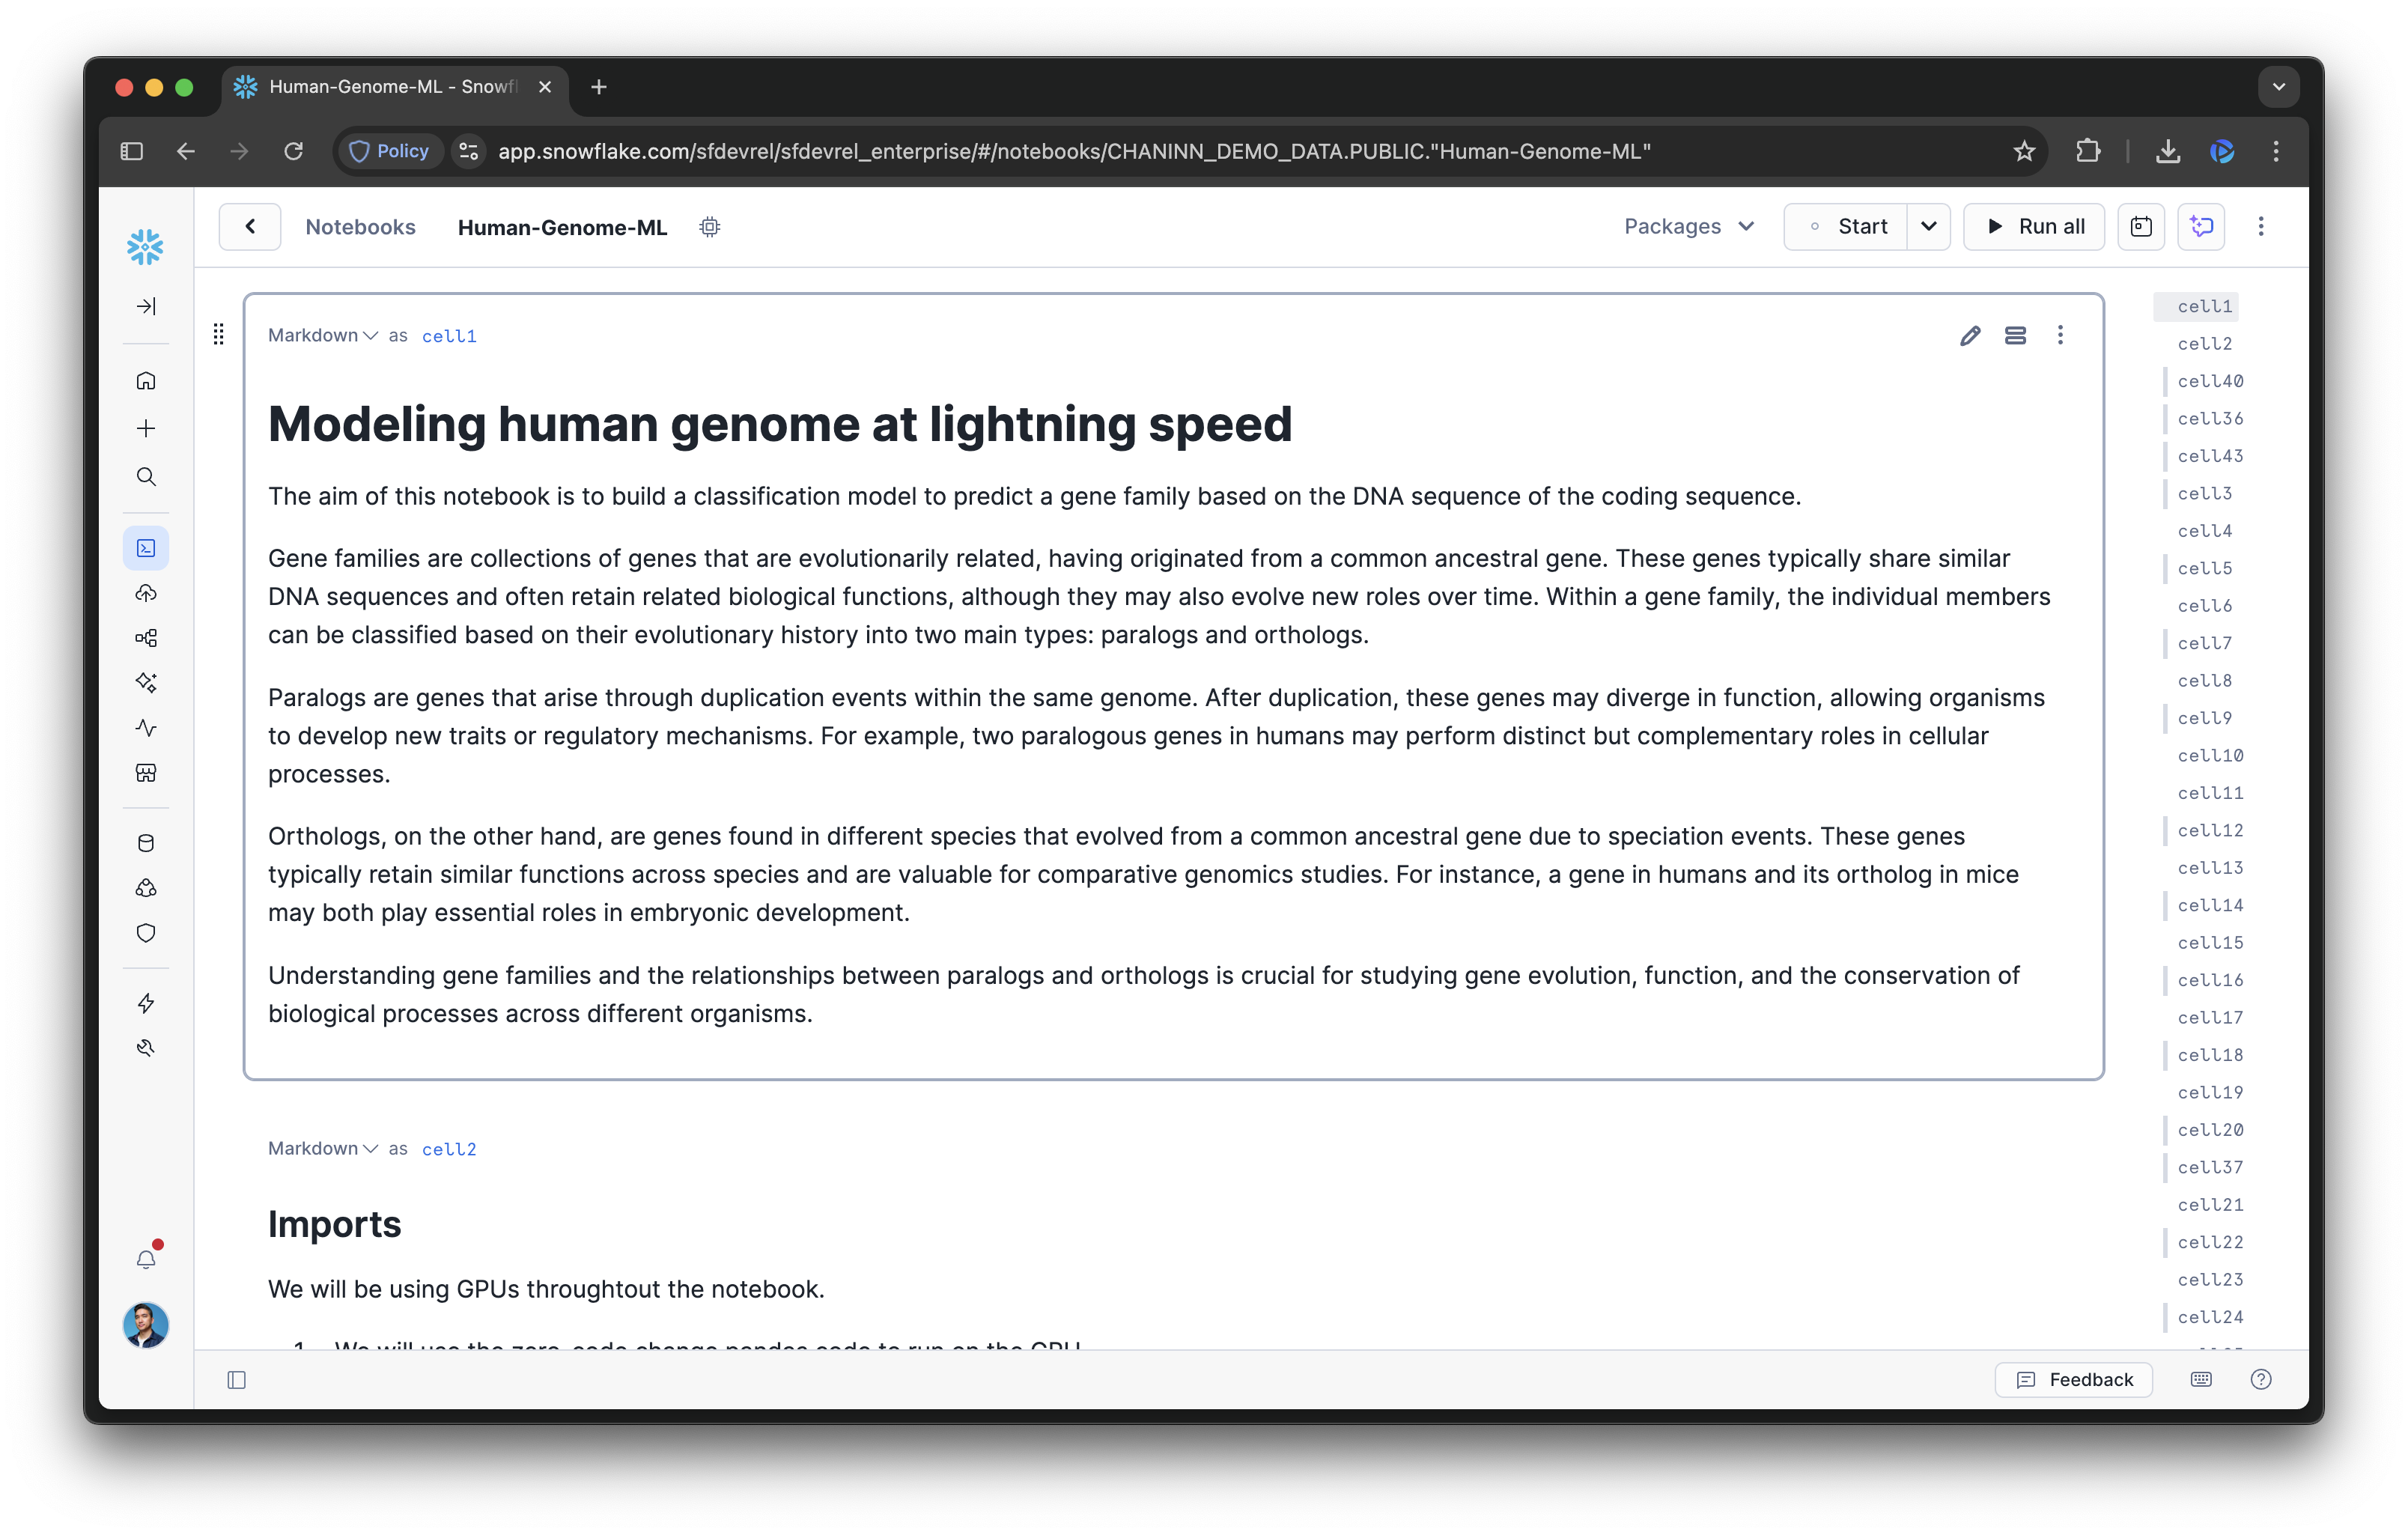 Human-Genome-ML - Snowfl
Policy
app.snowflake.com/sfdevrel/sfdevrel_enterprise/#/notebooks/CHANINN_DEMO_DATA.PUBLIC."Human-Genome-ML"
Notebooks Human-Genome-ML Packages Start Run all
Markdown as cell1
Modeling human genome at lightning speed
The aim of this notebook is to build a classification model to predict a gene family based on the DNA sequence of the coding sequence.
Gene families are collections of genes that are evolutionarily related, having originated from a common ancestral gene. These genes typically share similar
DNA sequences and often retain related biological functions, although they may also evolve new roles over time. Within a gene family, the individual members
can be classified based on their evolutionary history into two main types: paralogs and orthologs.
Paralogs are genes that arise through duplication events within the same genome. After duplication, these genes may diverge in function, allowing organisms
to develop new traits or regulatory mechanisms. For example, two paralogous genes in humans may perform distinct but complementary roles in cellular
processes.
Orthologs, on the other hand, are genes found in different species that evolved from a common ancestral gene due to speciation events. These genes
typically retain similar functions across species and are valuable for comparative genomics studies. For instance, a gene in humans and its ortholog in mice
may both play essential roles in embryonic development.
Understanding gene families and the relationships between paralogs and orthologs is crucial for studying gene evolution, function, and the conservation of
biological processes across different organisms.
Markdown as cell2
Imports
We will be using GPUs throughtout the notebook.
1. We will use the zero-code change pandas code to run on the GPU
cell1
cell2
cell40
cell36
cell43
cell3
cell4
cell5
cell6
cell7
cell8
cell9
cell10
cell11
cell12
cell13
cell14
cell15
cell16
cell17
cell18
cell19
cell20
cell37
cell21
cell22
cell23
cell24
Feedback